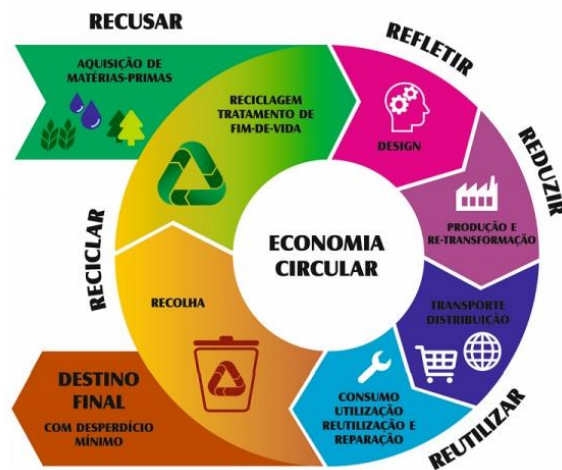 RECUSAR
AQUISIÇÃO DE
MATÉRIAS-PRIMAS
RECICLAGEM
TRATAMENTO DE
FIM-DE-VIDA
REFLETIR
DESIGN
REDUZIR
PRODUÇÃO E
RE-TRANSFORMAÇÃO
ECONOMIA
CIRCULAR
TRANSPORTE
DISTRIBUIÇÃO
REUTILIZAR
CONSUMO
UTILIZAÇÃO
REUTILIZAÇÃO E
REPARAÇÃO
RECICLAR
RECOLHA
DESTINO
FINAL
COM DESPERDÍCIO
MÍNIMO